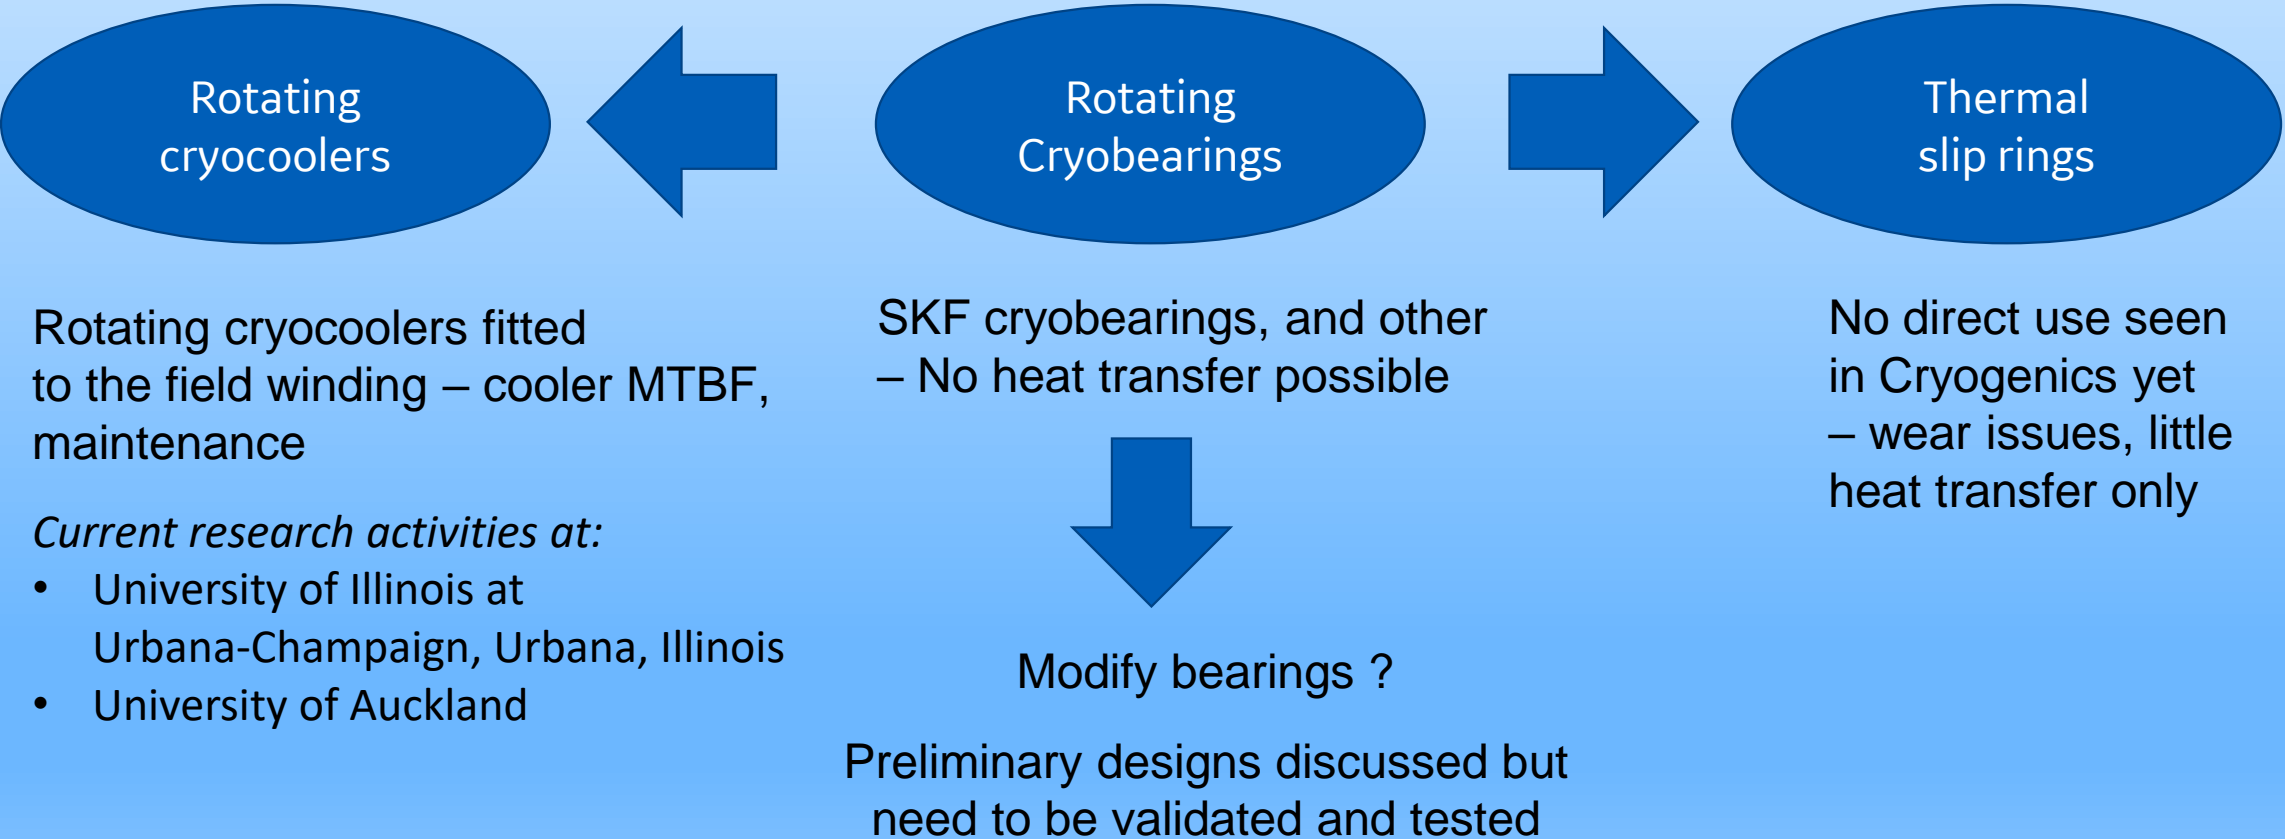 Rotating
cryocoolers
Rotating
Cryobearings
Thermal
slip rings
Rotating cryocoolers fitted
to the field winding – cooler MTBF,
maintenance
Current research activities at:
• University of Illinois at
Urbana-Champaign, Urbana, Illinois
• University of Auckland
SKF cryobearings, and other
– No heat transfer possible
Modify bearings ?
Preliminary designs discussed but
need to be validated and tested
No direct use seen
in Cryogenics yet
– wear issues, little
heat transfer only